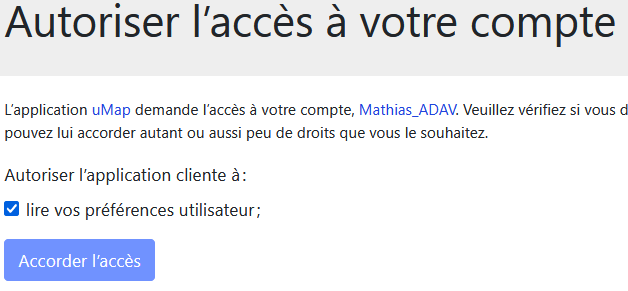 Autoriser l’accès à votre compte
L’application uMap demande l’accès à votre compte, Mathias_ADAV. Veuillez vérifiez si vous
pouvez lui accorder autant ou aussi peu de droits que vous le souhaitez.
Autoriser l’application cliente à :
lire vos préférences utilisateur ;
Accorder l’accès